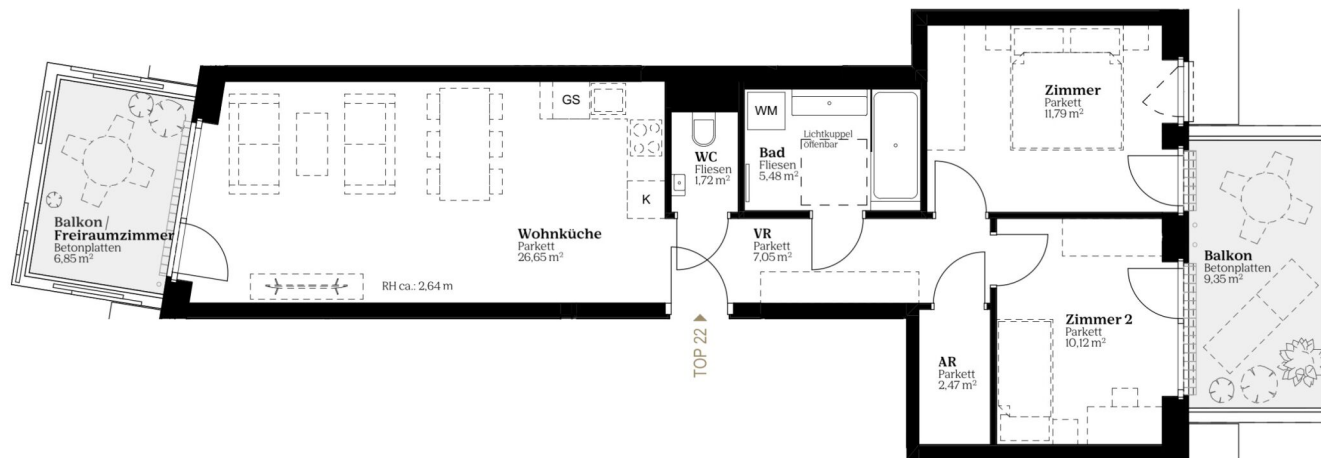 Balkon/
Freiraumzimmer
Betonplatten
6,85 m²
Wohnküche
Parkett
26,65 m²
RH ca.: 2,64 m
GS
K
WC
Fliesen
1,72 m²
WM
Bad
Fliesen
5,48 m²
Lichtkuppel
öffenbar
VR
Parkett
7,05 m²
TOP 22
Zimmer
Parkett
11,79 m²
Zimmer 2
Parkett
10,12 m²
AR
Parkett
2,47 m²
Balkon
Betonplatten
9,35 m²